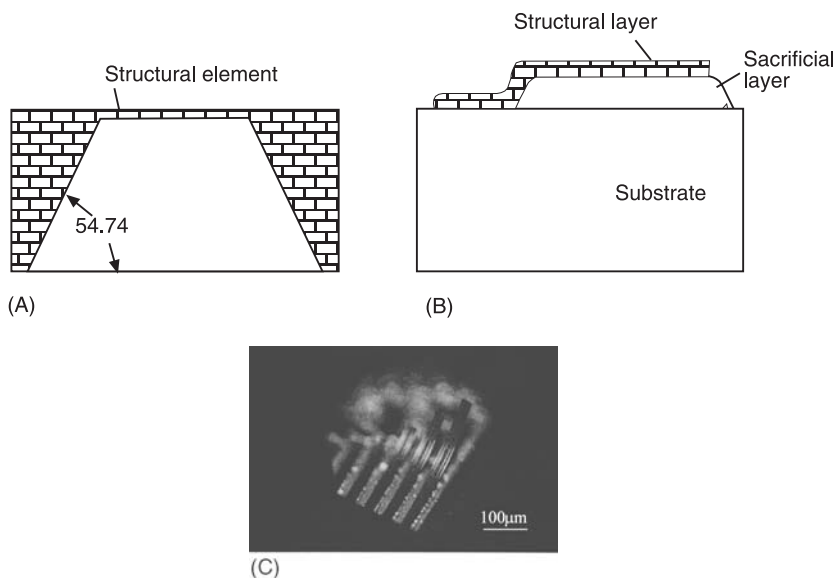 Structural element
54.74
(A)
Structural layer
Sacrificial
layer
Substrate
(B)
100μm
(C)